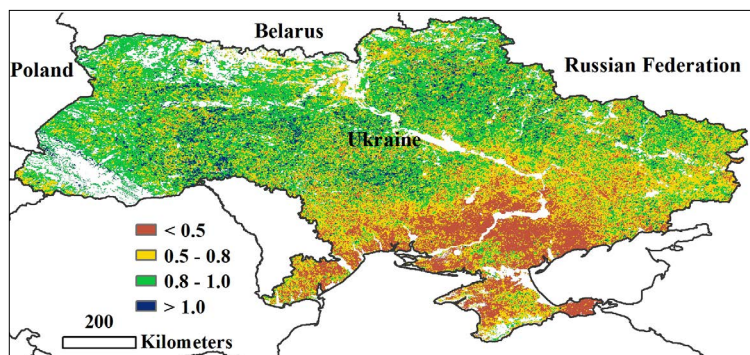 Belarus
Poland
Russian Federation
Ukraine
< 0.5
0.5 - 0.8
0.8 - 1.0
> 1.0
200
Kilometers